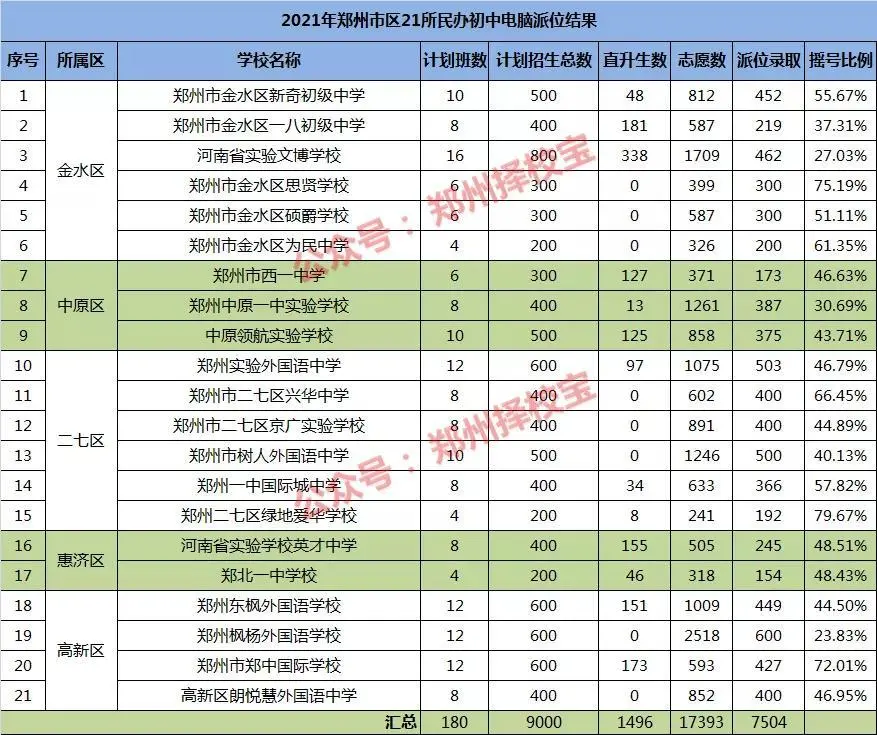 2021年郑州市区21所民办初中电脑派位结果
序号 所属区 学校名称 计划班数 计划招生总数 直升生数 志愿数 派位录取 摇号比例
1 金水区 郑州市金水区新奇初级中学 10 500 48 812 452 55.67%
2 郑州市金水区一八初级中学 8 400 181 587 219 37.31%
3 河南省实验文博学校 16 800 338 1709 462 27.03%
4 郑州市金水区思贤学校 6 300 0 399 300 75.19%
5 郑州市金水区硕爵学校 6 300 0 587 300 51.11%
6 郑州市金水区为民中学 4 200 0 326 200 61.35%
7 中原区 郑州市西一中学 6 300 127 371 173 46.63%
8 郑州中原一中实验学校 8 400 13 1261 387 30.69%
9 中原领航实验学校 10 500 125 858 375 43.71%
10 二七区 郑州实验外国语中学 12 600 97 1075 503 46.79%
11 郑州市二七区兴华中学 8 400 0 602 400 66.45%
12 郑州市二七区京广实验学校 8 400 0 891 400 44.89%
13 郑州市树人外国语中学 10 500 0 1246 500 40.13%
14 郑州一中国际城中学 8 400 34 633 366 57.82%
15 郑州二七区绿地爱华学校 4 200 8 241 192 79.67%
16 惠济区 河南省实验学校英才中学 8 400 155 505 245 48.51%
17 郑北一中学校 4 200 46 318 154 48.43%
18 高新区 郑州东枫外国语学校 12 600 151 1009 449 44.50%
19 郑州枫杨外国语学校 12 600 0 2518 600 23.83%
20 郑州市郑中国际学校 12 600 173 593 427 72.01%
21 高新区朗悦慧外国语中学 8 400 0 852 400 46.95%
汇总 180 9000 1496 17393 7504
公众号：郑州择校宝
公众号：郑州择校宝